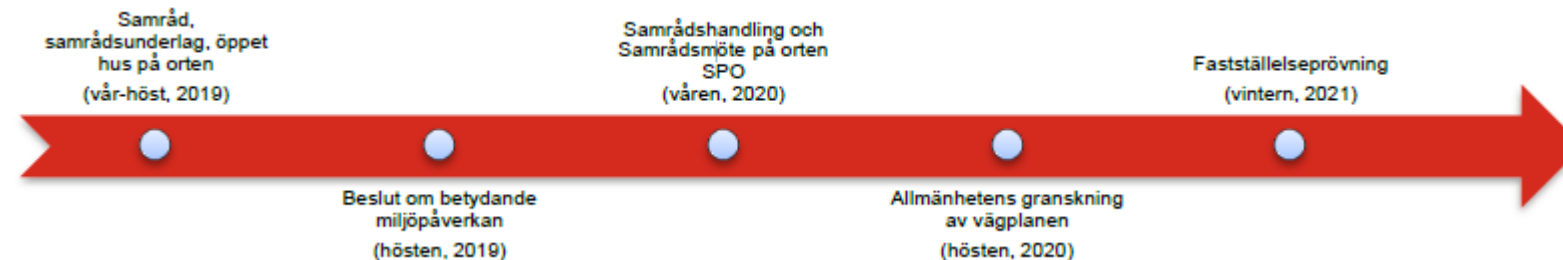 Samråd,
samrådsunderlag, öppet
hus på orten
(vår-höst, 2019)
Beslut om betydande
miljöpåverkan
(hösten, 2019)
Samrådshandling och
Samrådsmöte på orten
SPO
(våren, 2020)
Allmänhetens granskning
av vägplanen
(hösten, 2020)
Fastställelseprövning
(vintern, 2021)